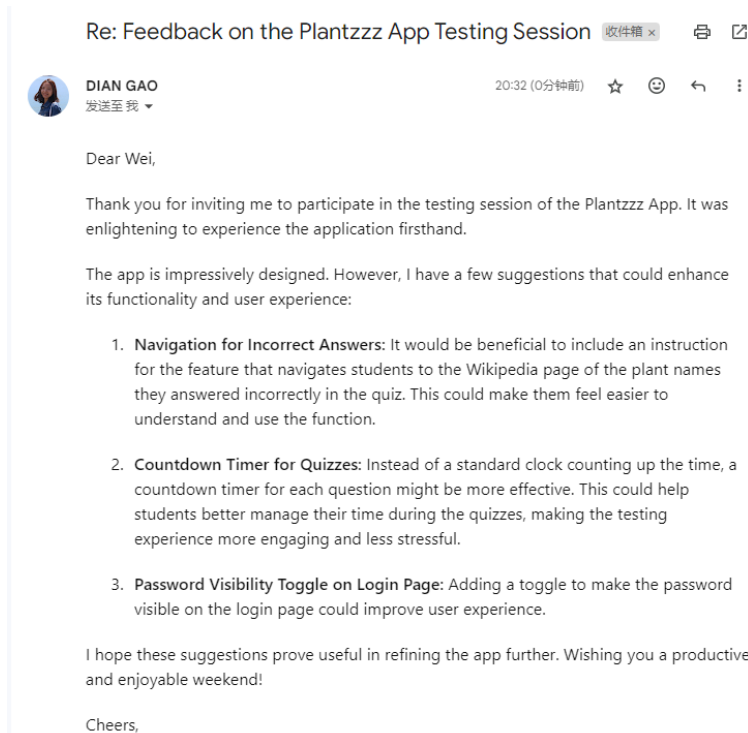 Re: Feedback on the Plantzzz App Testing Session 收件箱 ×
DIAN GAO 20:32 (0分钟前)
发送至 我
Dear Wei,
Thank you for inviting me to participate in the testing session of the Plantzzz App. It was
enlightening to experience the application firsthand.
The app is impressively designed. However, I have a few suggestions that could enhance
its functionality and user experience:
1. Navigation for Incorrect Answers: It would be beneficial to include an instruction
for the feature that navigates students to the Wikipedia page of the plant names
they answered incorrectly in the quiz. This could make them feel easier to
understand and use the function.
2. Countdown Timer for Quizzes: Instead of a standard clock counting up the time, a
countdown timer for each question might be more effective. This could help
students better manage their time during the quizzes, making the testing
experience more engaging and less stressful.
3. Password Visibility Toggle on Login Page: Adding a toggle to make the password
visible on the login page could improve user experience.
I hope these suggestions prove useful in refining the app further. Wishing you a productive
and enjoyable weekend!
Cheers,